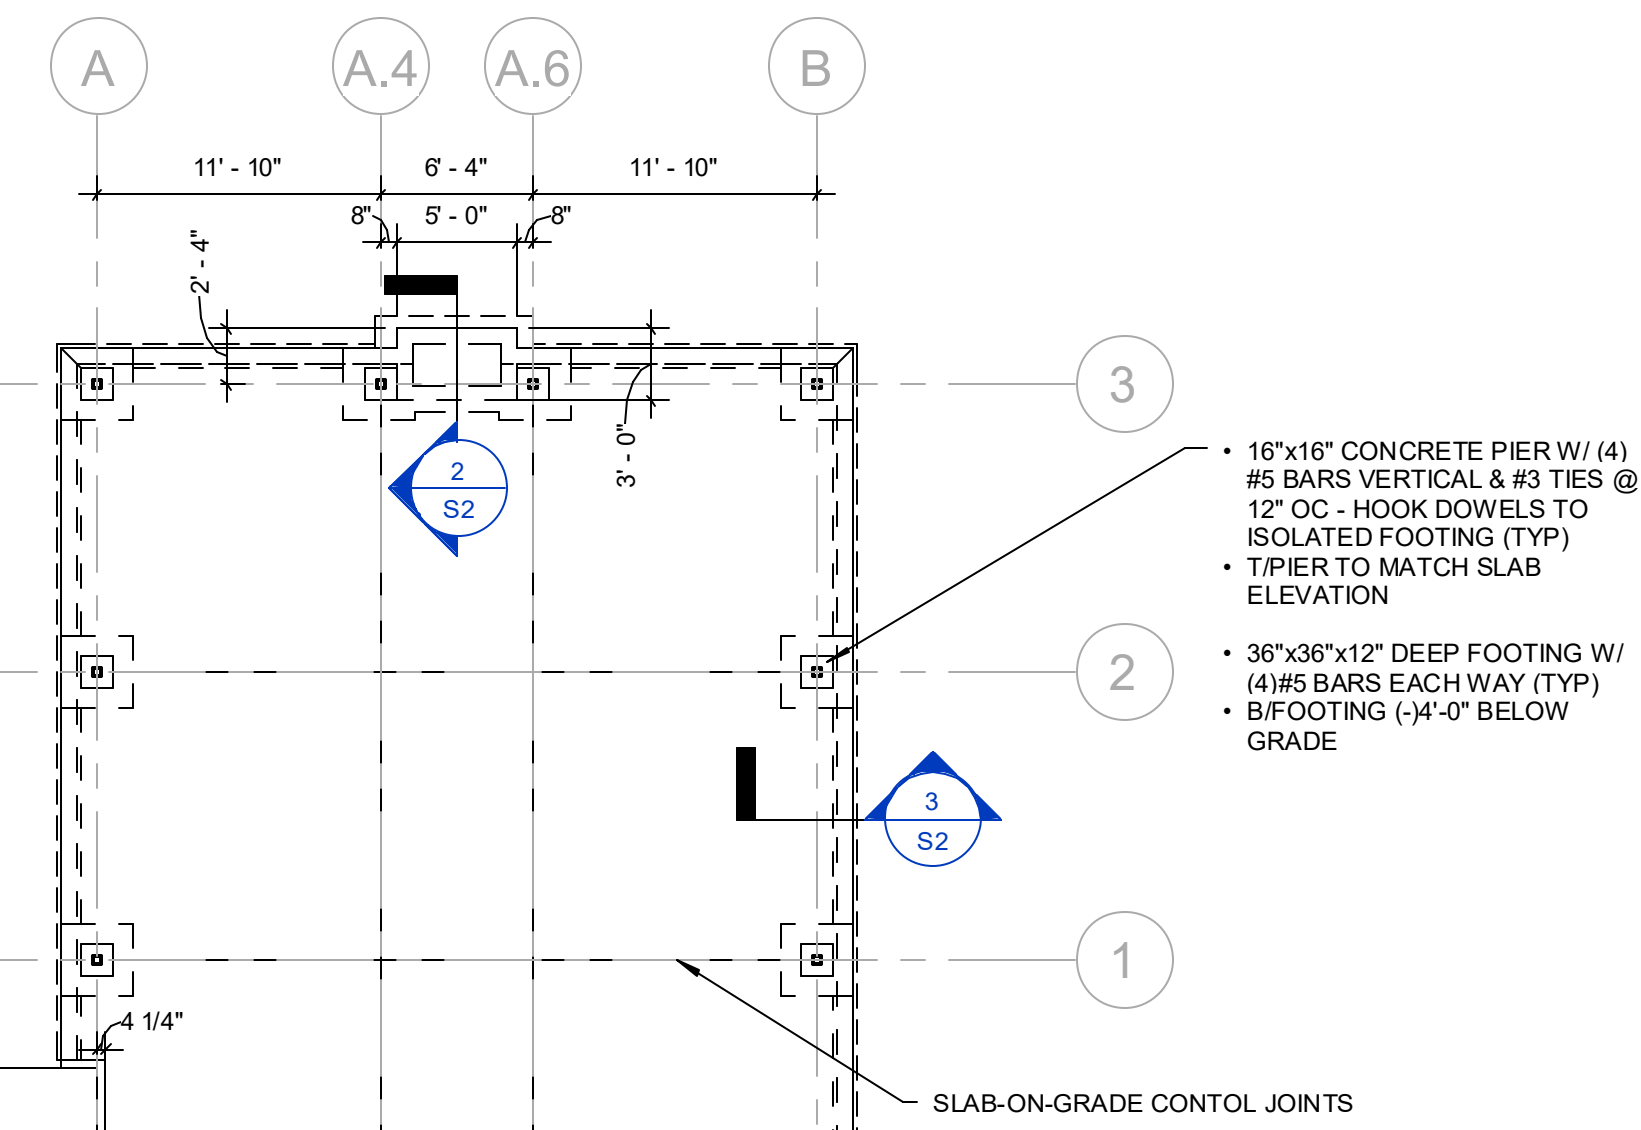 A
A.4
A.6
B
11' - 10"
6' - 4"
11' - 10"
8"
5' - 0"
8"
2' - 4"
3' - 0"
3
2
S2
• 16"x16" CONCRETE PIER W/ (4)
#5 BARS VERTICAL & #3 TIES @
12" OC - HOOK DOWELS TO
ISOLATED FOOTING (TYP)
• T/PIER TO MATCH SLAB
ELEVATION
• 36"x36"x12" DEEP FOOTING W/
(4)#5 BARS EACH WAY (TYP)
• B/FOOTING (-)4'-0" BELOW
GRADE
2
3
S2
1
4 1/4"
SLAB-ON-GRADE CONTOL JOINTS